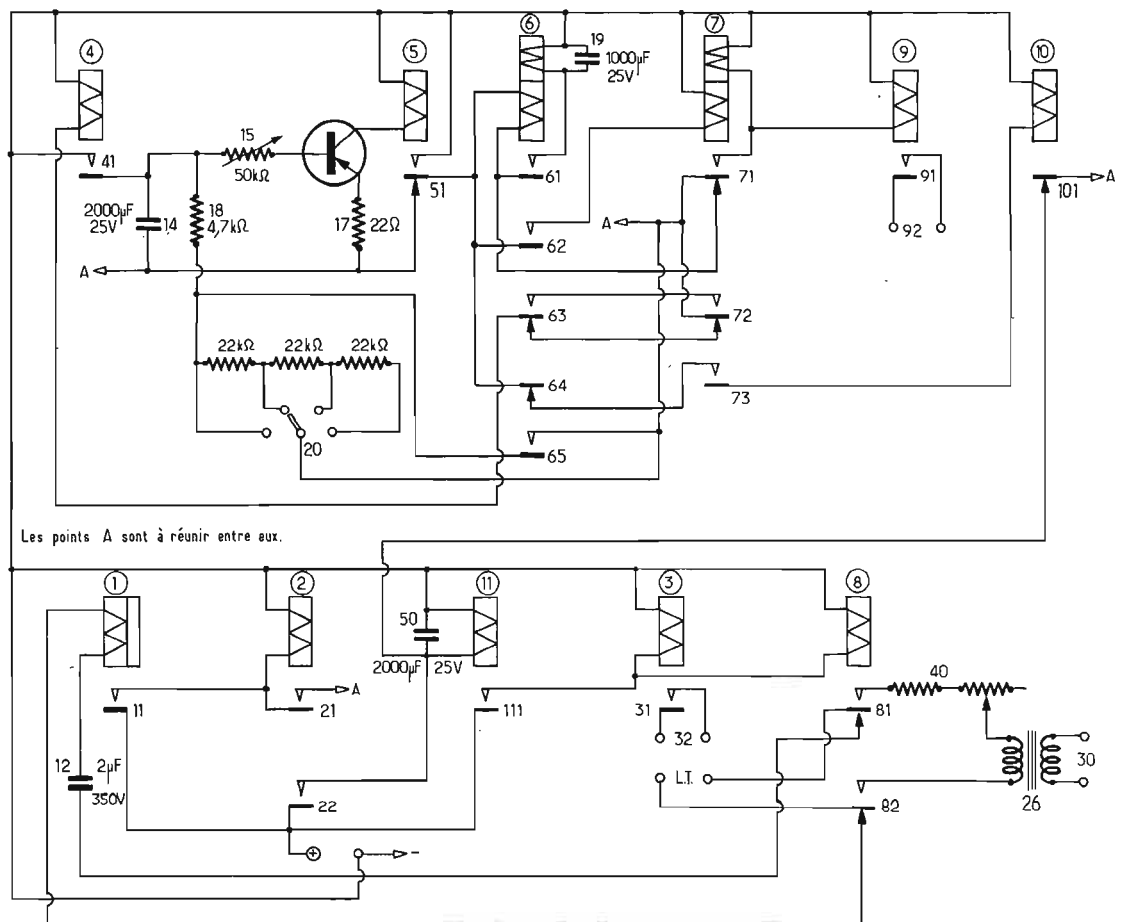 ④
⑤
⑥
⑦
⑨
⑩
19
1000µF
25V
41
15
50kΩ
51
61
71
91
101
A
2000µF
25V
14
18
4,7kΩ
17
22Ω
A
92
62
A
63
72
22kΩ
22kΩ
22kΩ
64
73
20
65
Les points A sont à réunir entre eux.
①
②
⑪
③
⑧
50
2000µF
25V
A
40
11
21
111
31
81
32
12
2µF
350V
L.T.
30
22
82
26
+
-